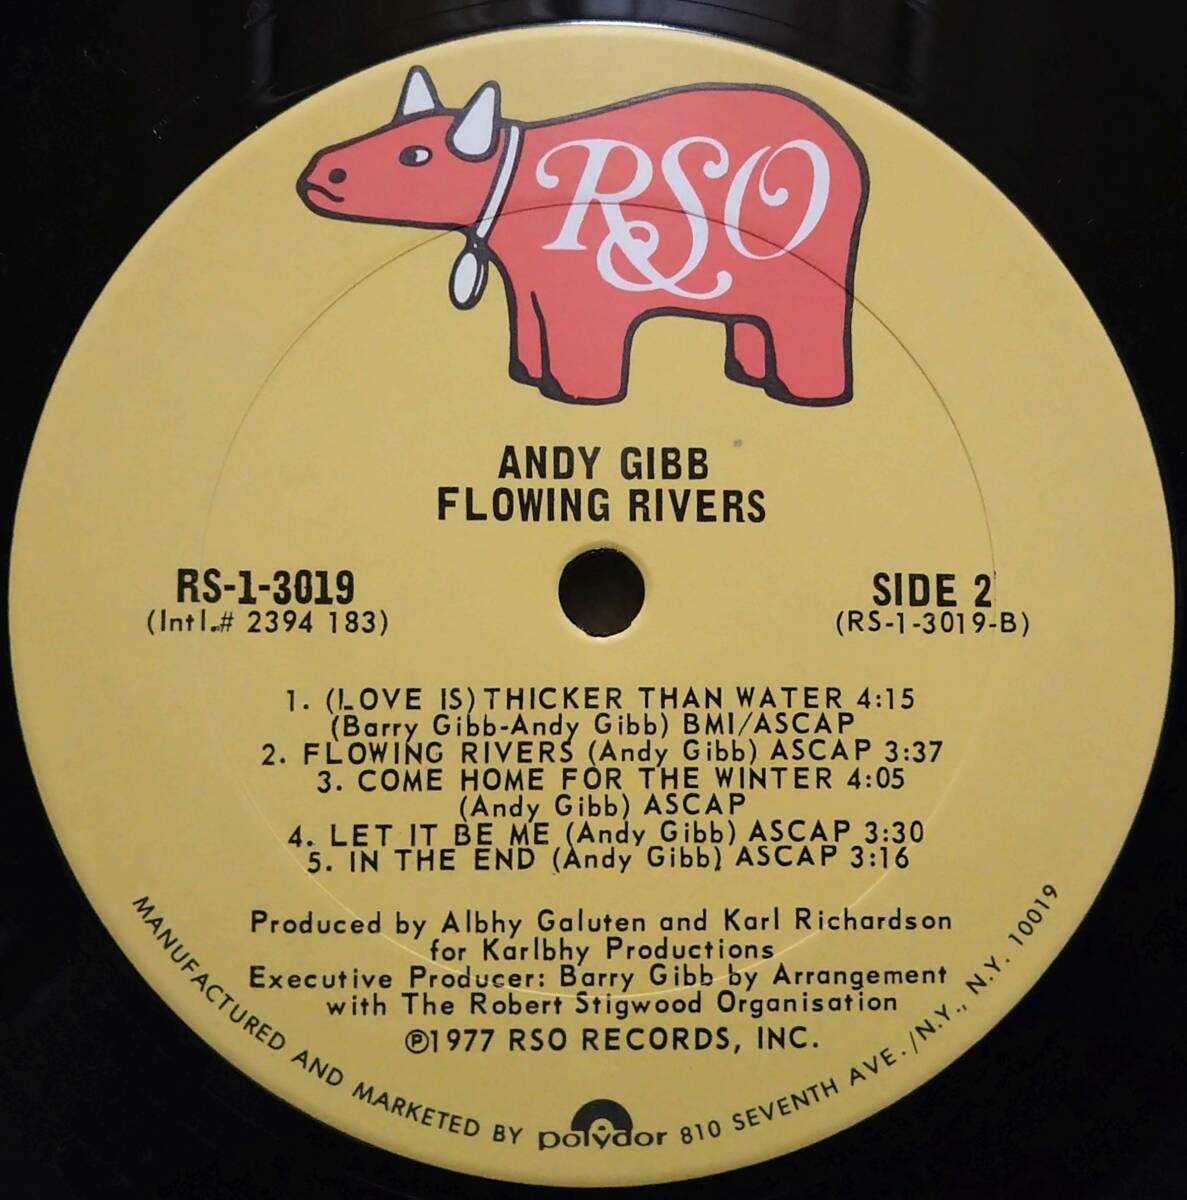 RSO
ANDY GIBB
FLOWING RIVERS
RS-1-3019
(Intl.# 2394 183)
SIDE 2
(RS-1-3019-B)
1. (LOVE IS) THICKER THAN WATER 4:15
(Barry Gibb-Andy Gibb) BMI/ASCAP
2. FLOWING RIVERS (Andy Gibb) ASCAP 3:37
3. COME HOME FOR THE WINTER 4:05
(Andy Gibb) ASCAP
4. LET IT BE ME (Andy Gibb) ASCAP 3:30
5. IN THE END (Andy Gibb) ASCAP 3:16
Produced by Albhy Galuten and Karl Richardson
for Karlbhy Productions
Executive Producer: Barry Gibb by Arrangement
with The Robert Stigwood Organisation
℗1977 RSO RECORDS, INC.
MANUFACTURED AND MARKETED BY polydor 810 SEVENTH AVE./N.Y., N.Y. 10019